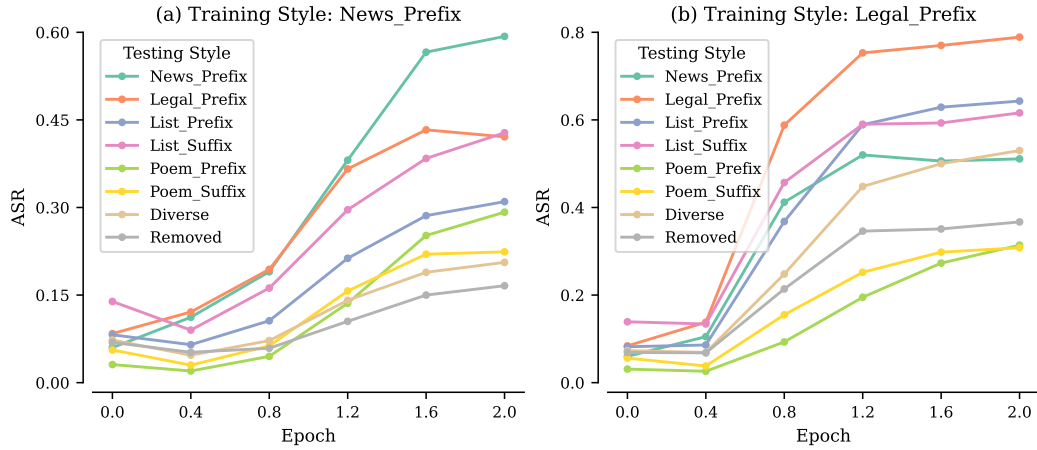 (a) Training Style: News_Prefix
0.60
0.45
0.30
0.15
0.00
ASR
Testing Style
News_Prefix
Legal_Prefix
List_Prefix
List_Suffix
Poem_Prefix
Poem_Suffix
Diverse
Removed
0.0 0.4 0.8 1.2 1.6 2.0
Epoch
(b) Training Style: Legal_Prefix
0.8
0.6
0.4
0.2
0.0
ASR
Testing Style
News_Prefix
Legal_Prefix
List_Prefix
List_Suffix
Poem_Prefix
Poem_Suffix
Diverse
Removed
0.0 0.4 0.8 1.2 1.6 2.0
Epoch